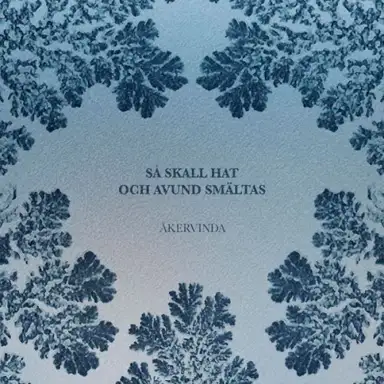 SÅ SKALL HAT
OCH AVUND SMÄLTAS
ÅKERVINDA